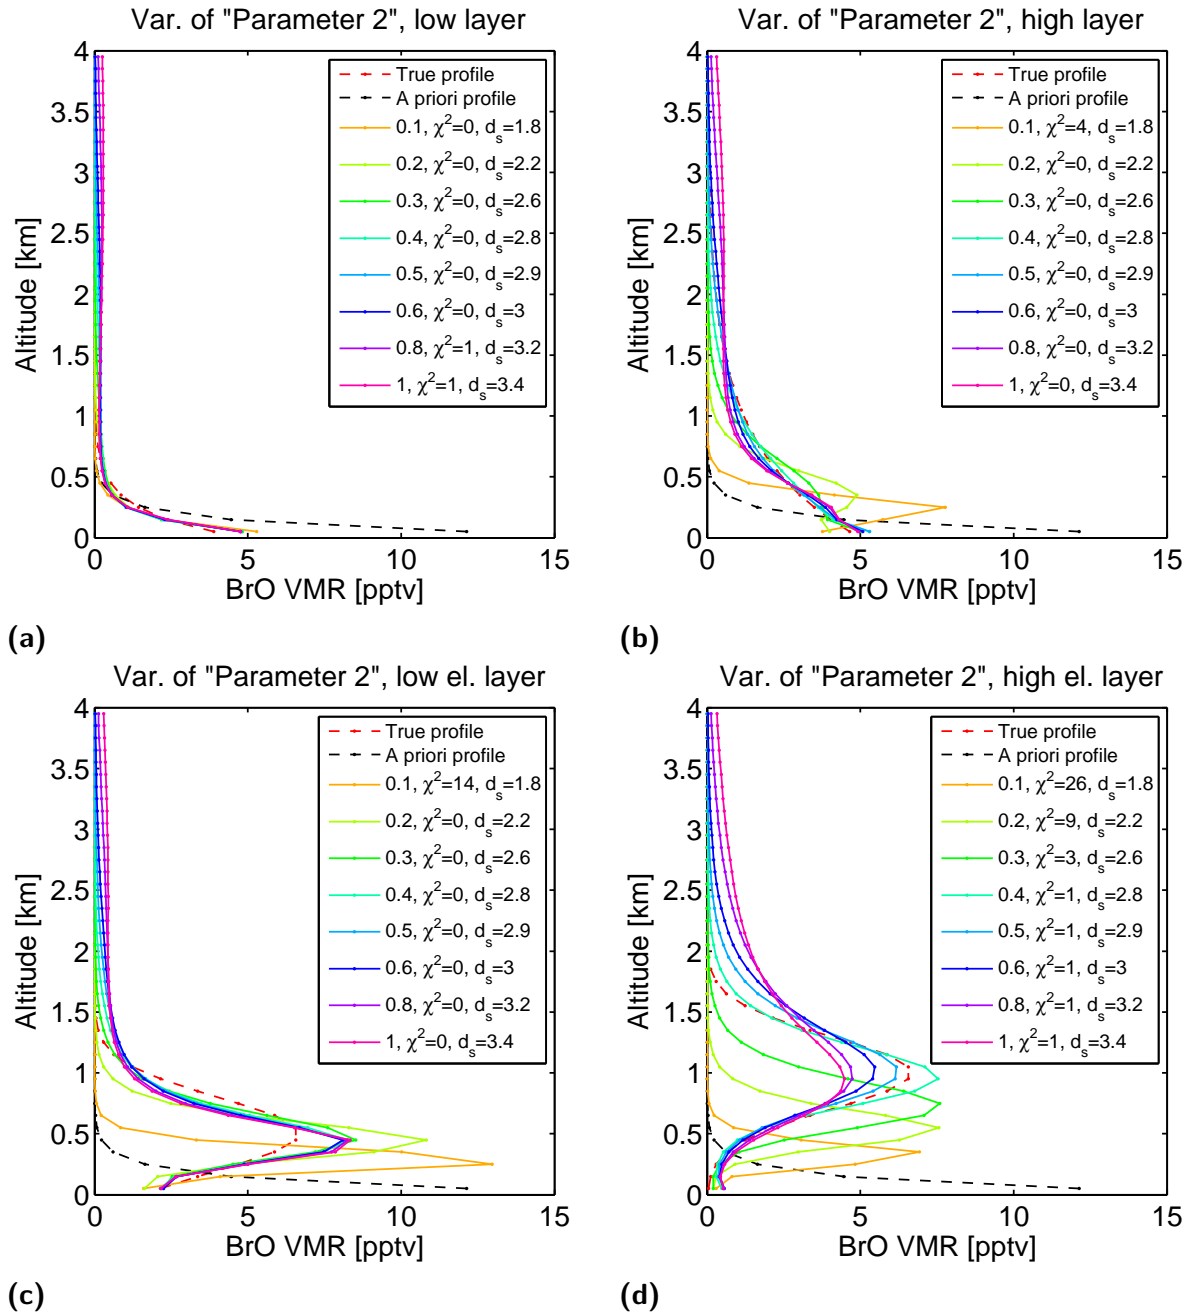 Var. of "Parameter 2", low layer
4
3.5
3
2.5
2
1.5
1
0.5
0
Altitude [km]
True profile
A priori profile
0.1, χ²=0, dₛ=1.8
0.2, χ²=0, dₛ=2.2
0.3, χ²=0, dₛ=2.6
0.4, χ²=0, dₛ=2.8
0.5, χ²=0, dₛ=2.9
0.6, χ²=0, dₛ=3
0.8, χ²=1, dₛ=3.2
1, χ²=1, dₛ=3.4
0 5 10 15
BrO VMR [pptv]
(a)
Var. of "Parameter 2", high layer
4
3.5
3
2.5
2
1.5
1
0.5
0
Altitude [km]
True profile
A priori profile
0.1, χ²=4, dₛ=1.8
0.2, χ²=0, dₛ=2.2
0.3, χ²=0, dₛ=2.6
0.4, χ²=0, dₛ=2.8
0.5, χ²=0, dₛ=2.9
0.6, χ²=0, dₛ=3
0.8, χ²=0, dₛ=3.2
1, χ²=0, dₛ=3.4
0 5 10 15
BrO VMR [pptv]
(b)
Var. of "Parameter 2", low el. layer
4
3.5
3
2.5
2
1.5
1
0.5
0
Altitude [km]
True profile
A priori profile
0.1, χ²=14, dₛ=1.8
0.2, χ²=0, dₛ=2.2
0.3, χ²=0, dₛ=2.6
0.4, χ²=0, dₛ=2.8
0.5, χ²=0, dₛ=2.9
0.6, χ²=0, dₛ=3
0.8, χ²=0, dₛ=3.2
1, χ²=0, dₛ=3.4
0 5 10 15
BrO VMR [pptv]
(c)
Var. of "Parameter 2", high el. layer
4
3.5
3
2.5
2
1.5
1
0.5
0
Altitude [km]
True profile
A priori profile
0.1, χ²=26, dₛ=1.8
0.2, χ²=9, dₛ=2.2
0.3, χ²=3, dₛ=2.6
0.4, χ²=1, dₛ=2.8
0.5, χ²=1, dₛ=2.9
0.6, χ²=1, dₛ=3
0.8, χ²=1, dₛ=3.2
1, χ²=1, dₛ=3.4
0 5 10 15
BrO VMR [pptv]
(d)